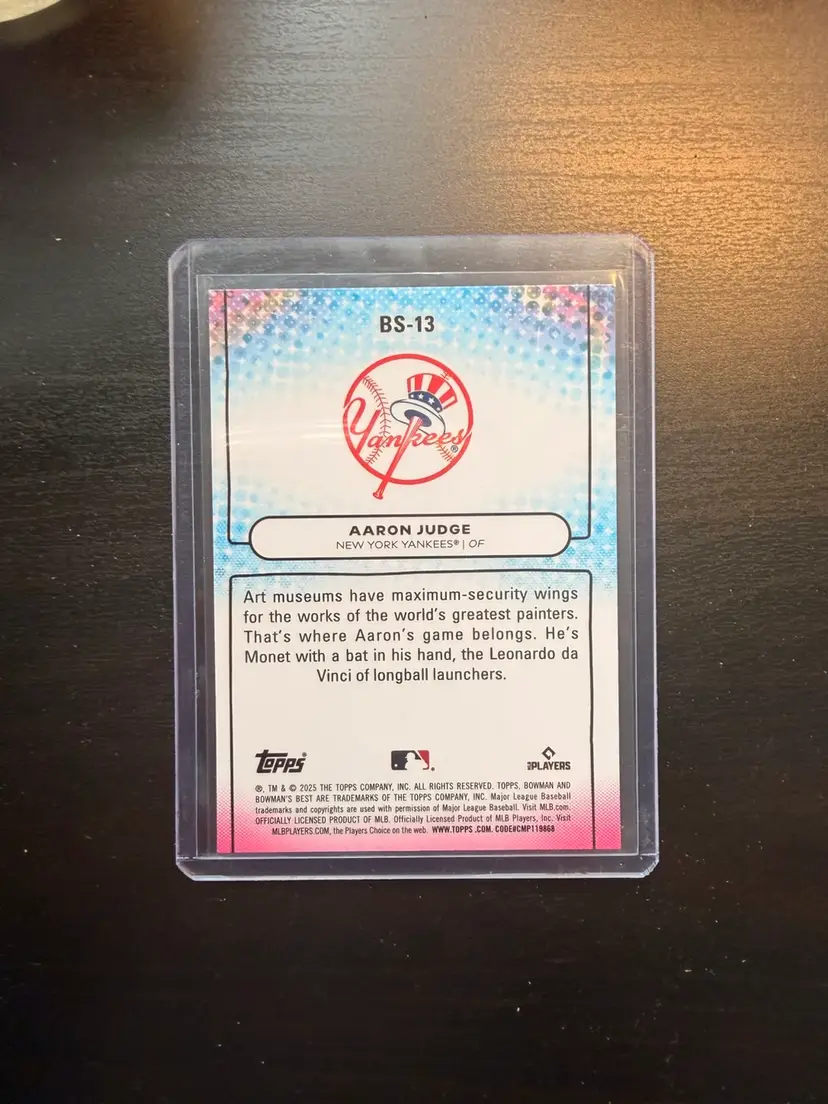 BS-13
Yankees®
AARON JUDGE
NEW YORK YANKEES® | OF
Art museums have maximum-security wings
for the works of the world's greatest painters.
That's where Aaron's game belongs. He's
Monet with a bat in his hand, the Leonardo da
Vinci of longball launchers.
topps®
PLAYERS
®, TM & © 2025 THE TOPPS COMPANY, INC. ALL RIGHTS RESERVED. TOPPS, BOWMAN AND
BOWMAN'S BEST ARE TRADEMARKS OF THE TOPPS COMPANY, INC. Major League Baseball
trademarks and copyrights are used with permission of Major League Baseball. Visit MLB.com.
OFFICIALLY LICENSED PRODUCT OF MLB. Officially Licensed Product of MLB Players, Inc. Visit
MLBPLAYERS.COM, the Players Choice on the web. WWW.TOPPS.COM. CODE#CMP119868